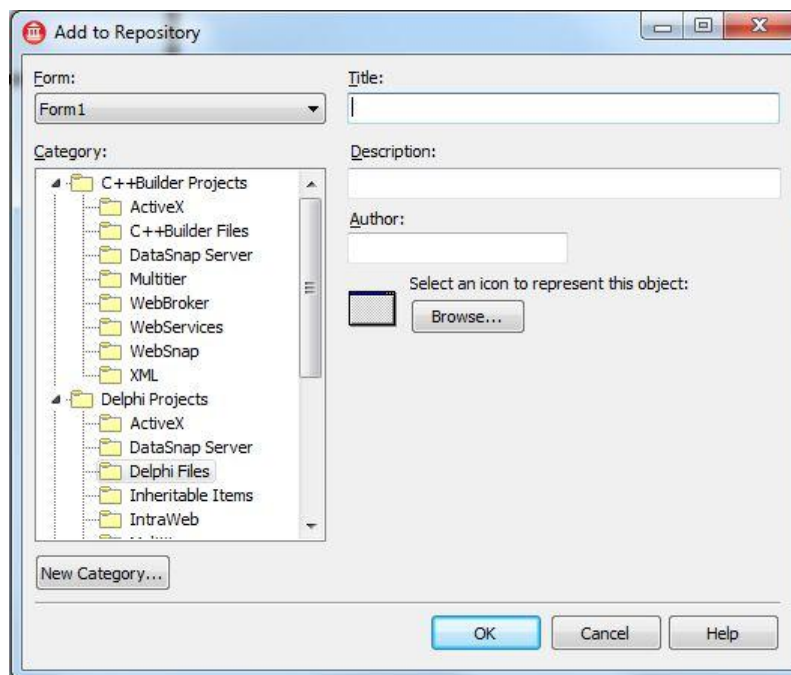 Add to Repository
Form:
Form1
Category:
C++Builder Projects
ActiveX
C++Builder Files
DataSnap Server
Multitier
WebBroker
WebServices
WebSnap
XML
Delphi Projects
ActiveX
DataSnap Server
Delphi Files
Inheritable Items
IntraWeb
New Category...
Title:
Description:
Author:
Select an icon to represent this object:
Browse...
OK
Cancel
Help